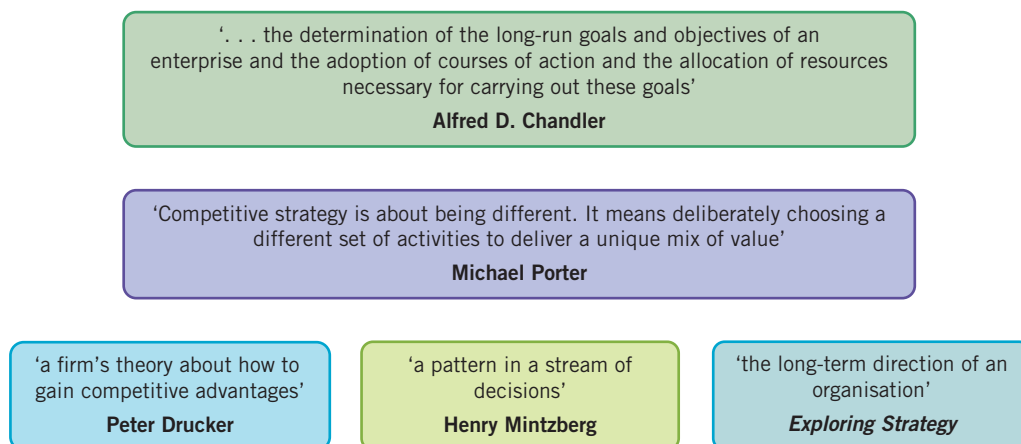 ‘. . . the determination of the long-run goals and objectives of an
enterprise and the adoption of courses of action and the allocation of resources
necessary for carrying out these goals’
Alfred D. Chandler
‘Competitive strategy is about being different. It means deliberately choosing a
different set of activities to deliver a unique mix of value’
Michael Porter
‘a firm’s theory about how to
gain competitive advantages’
Peter Drucker
‘a pattern in a stream of
decisions’
Henry Mintzberg
‘the long-term direction of an
organisation’
Exploring Strategy